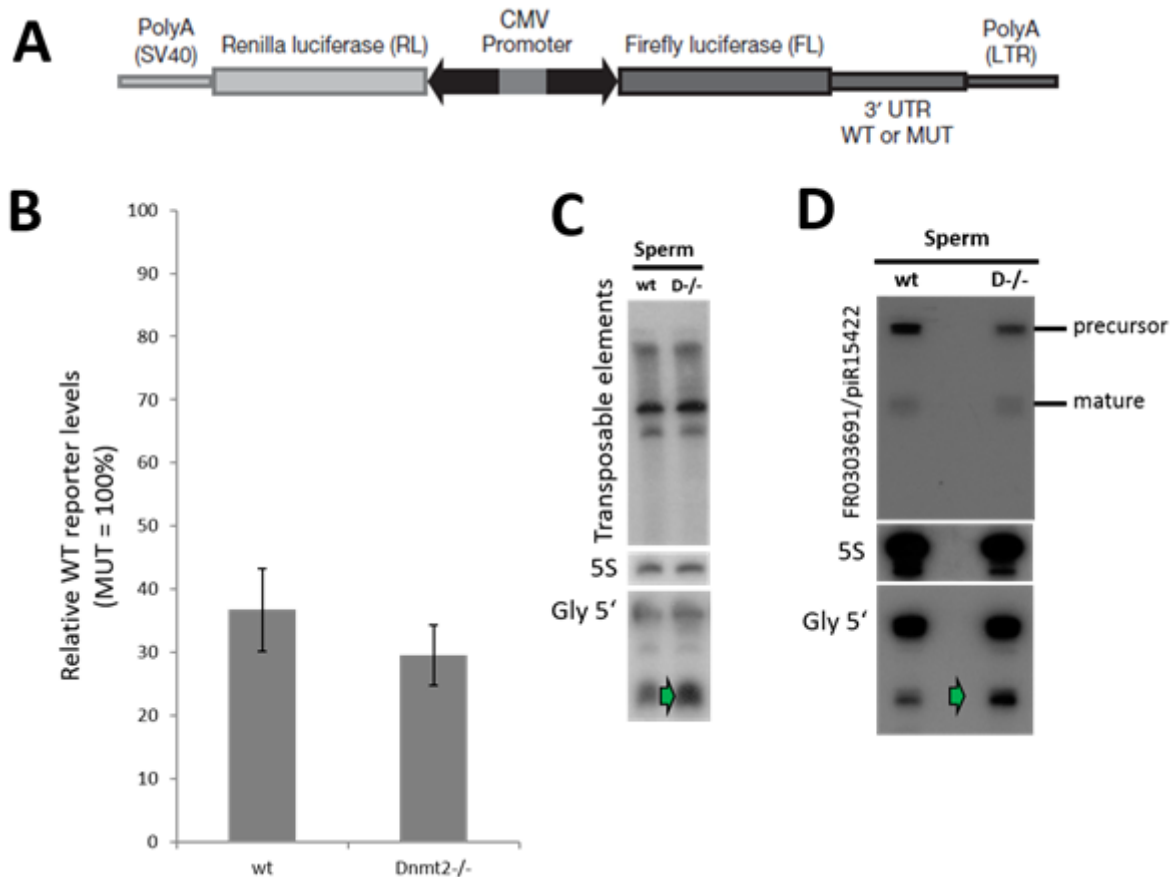 A
PolyA
(SV40)
Renilla luciferase (RL)
CMV
Promoter
Firefly luciferase (FL)
PolyA
(LTR)
3′ UTR
WT or MUT
B
Relative WT reporter levels
(MUT = 100%)
100
90
80
70
60
50
40
30
20
10
0
wt
Dnmt2-/-
C
Sperm
wt D-/-
Transposable elements
5S
Gly 5‘
D
Sperm
wt D-/-
FR0303691/piR15422
precursor
mature
5S
Gly 5‘